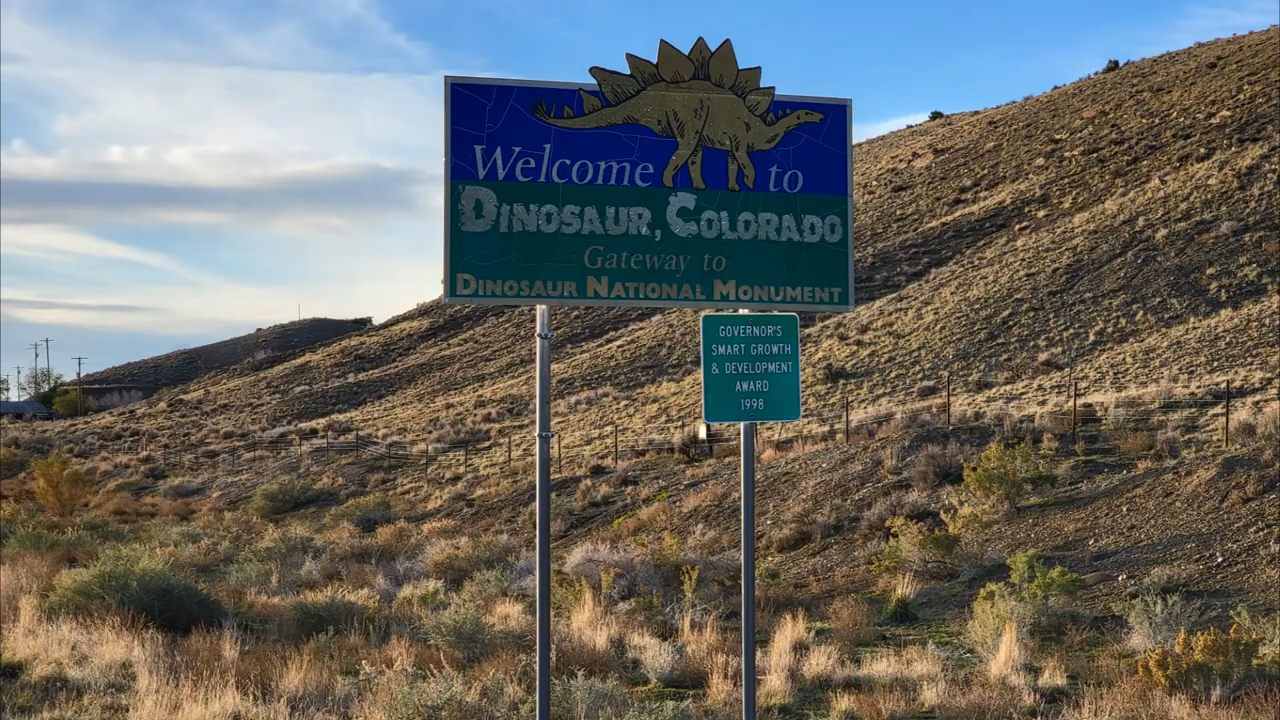 Welcome to
DINOSAUR, COLORADO
Gateway to
DINOSAUR NATIONAL MONUMENT
GOVERNOR'S
SMART GROWTH
& DEVELOPMENT
AWARD
1998